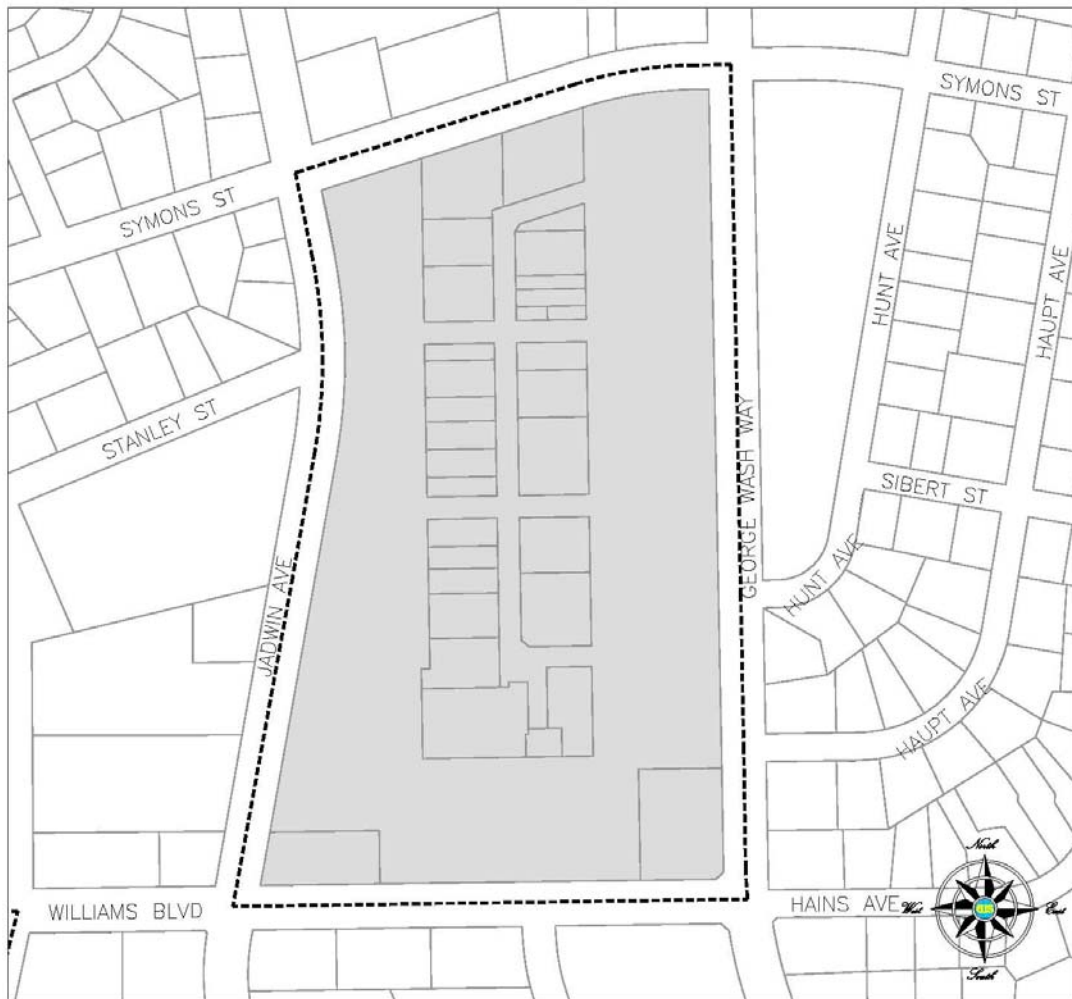 SYMONS ST
SYMONS ST
HUNT AVE
HAUPT AVE
STANLEY ST
GEORGE WASH WAY
SIBERT ST
HUNT AVE
JADWIN AVE
HAUPT AVE
North
WILLIAMS BLVD
HAINS AVE
West
GIS
East
South